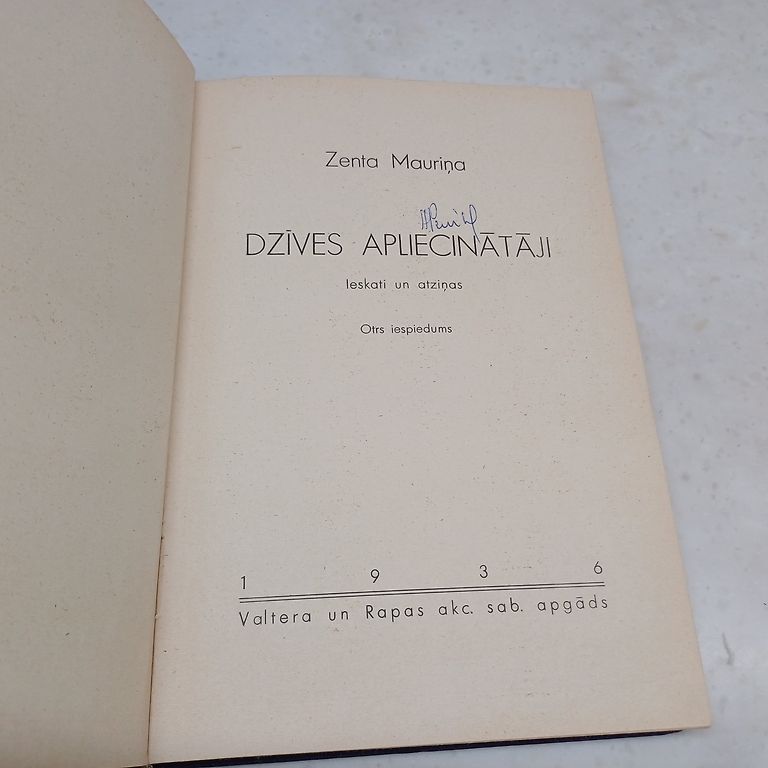 Zenta Mauriņa
DZĪVES APLIECINĀTĀJI
Ieskati un atziņas
Otrs iespiedums
1 9 3 6
Valtera un Rapas akc. sab. apgāds